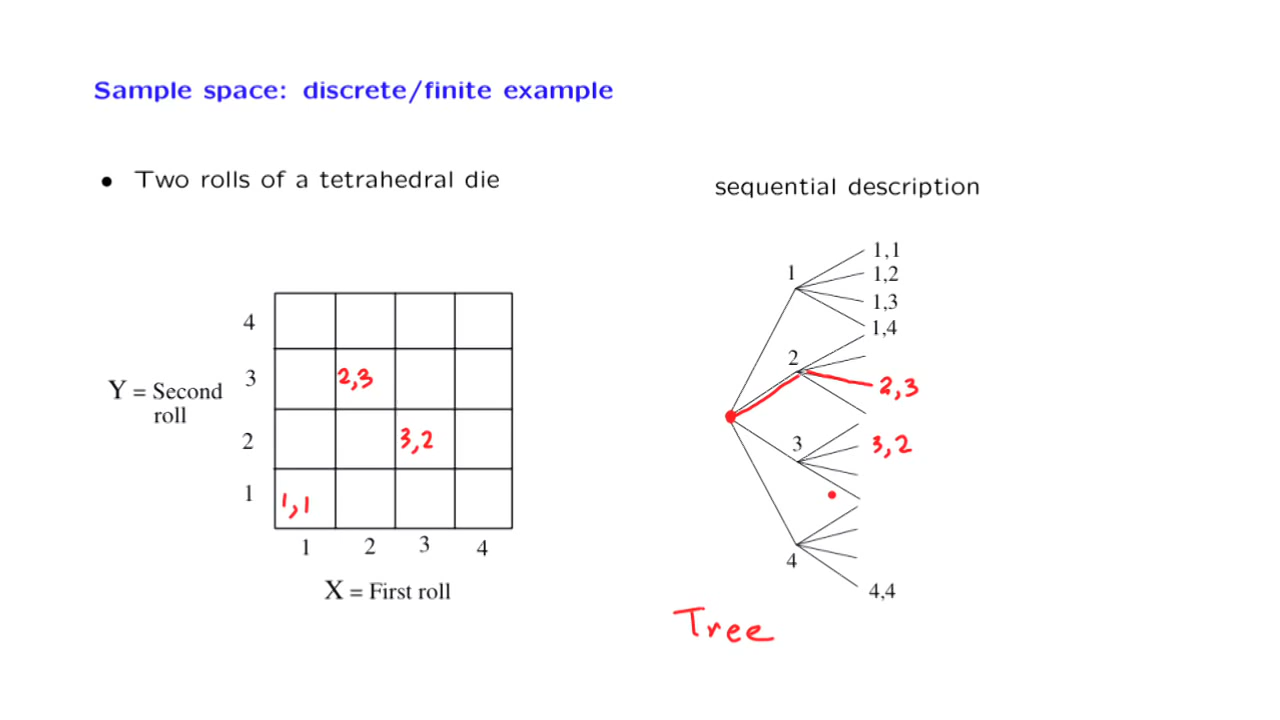 Sample space: discrete/finite example
• Two rolls of a tetrahedral die
4
3
2
1
Y = Second
roll
2,3
3,2
1,1
1 2 3 4
X = First roll
sequential description
1
1,1
1,2
1,3
1,4
2
2,3
3
3,2
4
4,4
Tree